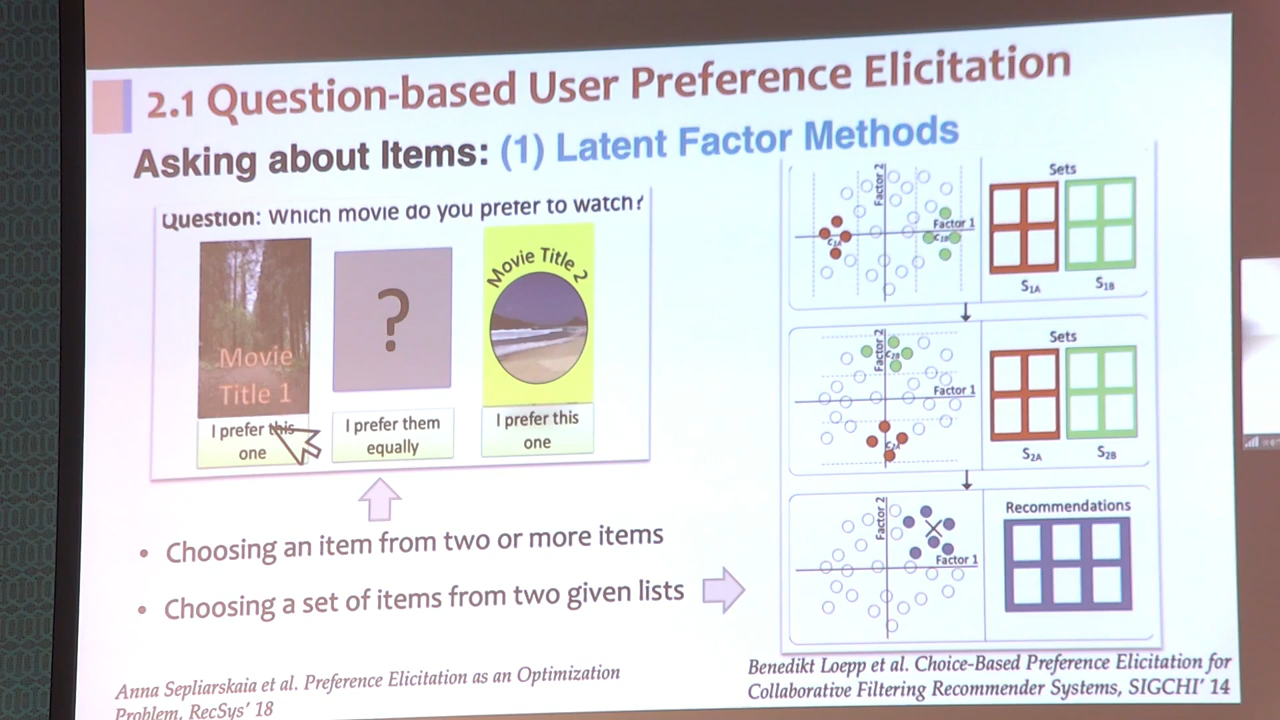 2.1 Question-based User Preference Elicitation
Asking about Items: (1) Latent Factor Methods
Question: Which movie do you prefer to watch?
Movie
Title 1
?
Movie Title 2
I prefer this
one
I prefer them
equally
I prefer this
one
• Choosing an item from two or more items
• Choosing a set of items from two given lists
Anna Sepliarskaia et al. Preference Elicitation as an Optimization
Problem, RecSys' 18
Factor 2
Factor 1
C1A
C1B
Sets
S1A
S1B
Factor 2
Factor 1
C2B
C2A
Sets
S2A
S2B
Factor 2
Factor 1
Recommendations
Benedikt Loepp et al. Choice-Based Preference Elicitation for
Collaborative Filtering Recommender Systems, SIGCHI' 14